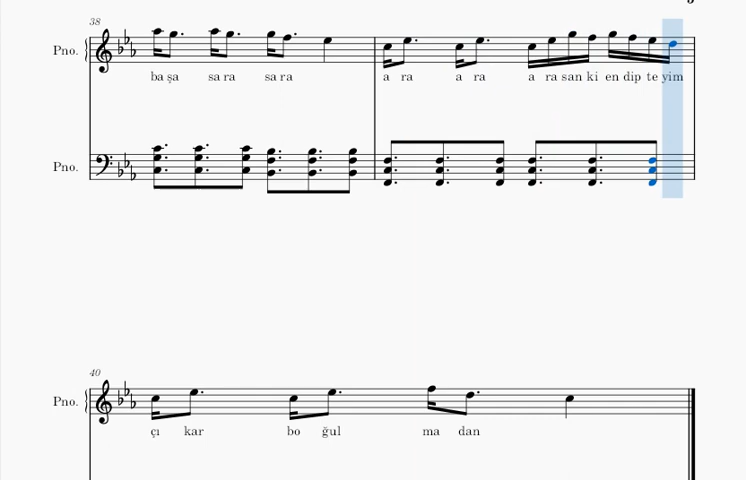 38
Pno.
ba şa sa ra sa ra a ra a ra a ra san ki en dip te yim
Pno.
40
Pno.
çı kar bo ğul ma dan